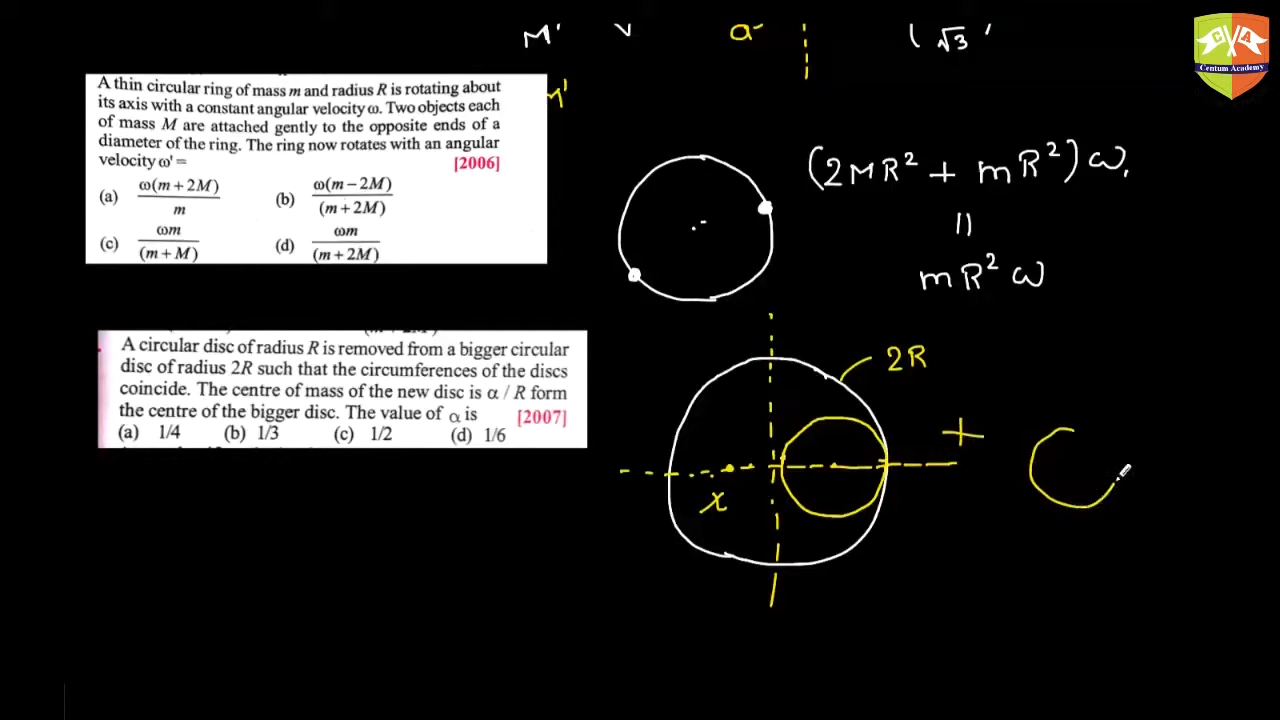 M' a
( √3 '
M'
A thin circular ring of mass m and radius R is rotating about
its axis with a constant angular velocity ω. Two objects each
of mass M are attached gently to the opposite ends of a
diameter of the ring. The ring now rotates with an angular
velocity ω' = [2006]
(a) ω(m + 2M) / m (b) ω(m − 2M) / (m + 2M)
(c) ωm / (m + M) (d) ωm / (m + 2M)
(2MR² + mR²) ω₁
=
mR² ω
A circular disc of radius R is removed from a bigger circular
disc of radius 2R such that the circumferences of the discs
coincide. The centre of mass of the new disc is α / R form
the centre of the bigger disc. The value of α is [2007]
(a) 1/4 (b) 1/3 (c) 1/2 (d) 1/6
2R
+
x
C A
Centum Academy